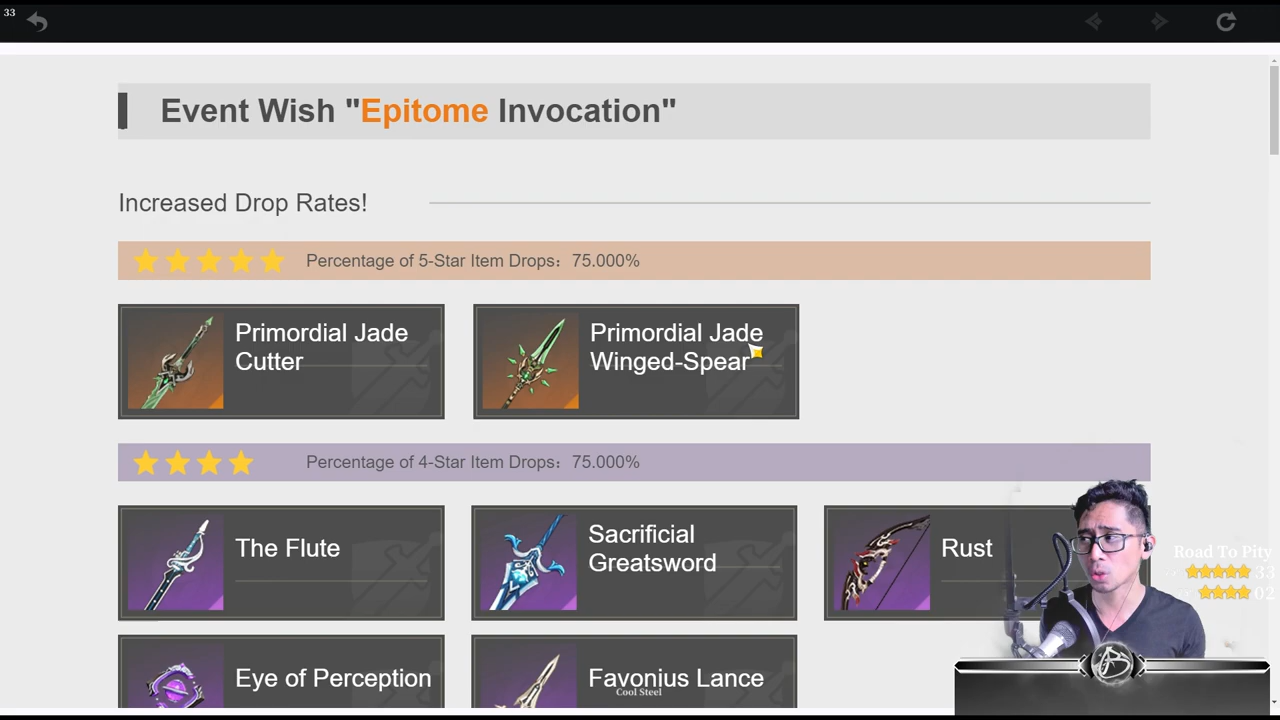 33
Event Wish "Epitome Invocation"
Increased Drop Rates!
Percentage of 5-Star Item Drops: 75.000%
Primordial Jade
Cutter
Primordial Jade
Winged-Spear
Percentage of 4-Star Item Drops: 75.000%
The Flute
Sacrificial
Greatsword
Rust
Road To Pity
33
02
Eye of Perception
Favonius Lance
Cool Steel